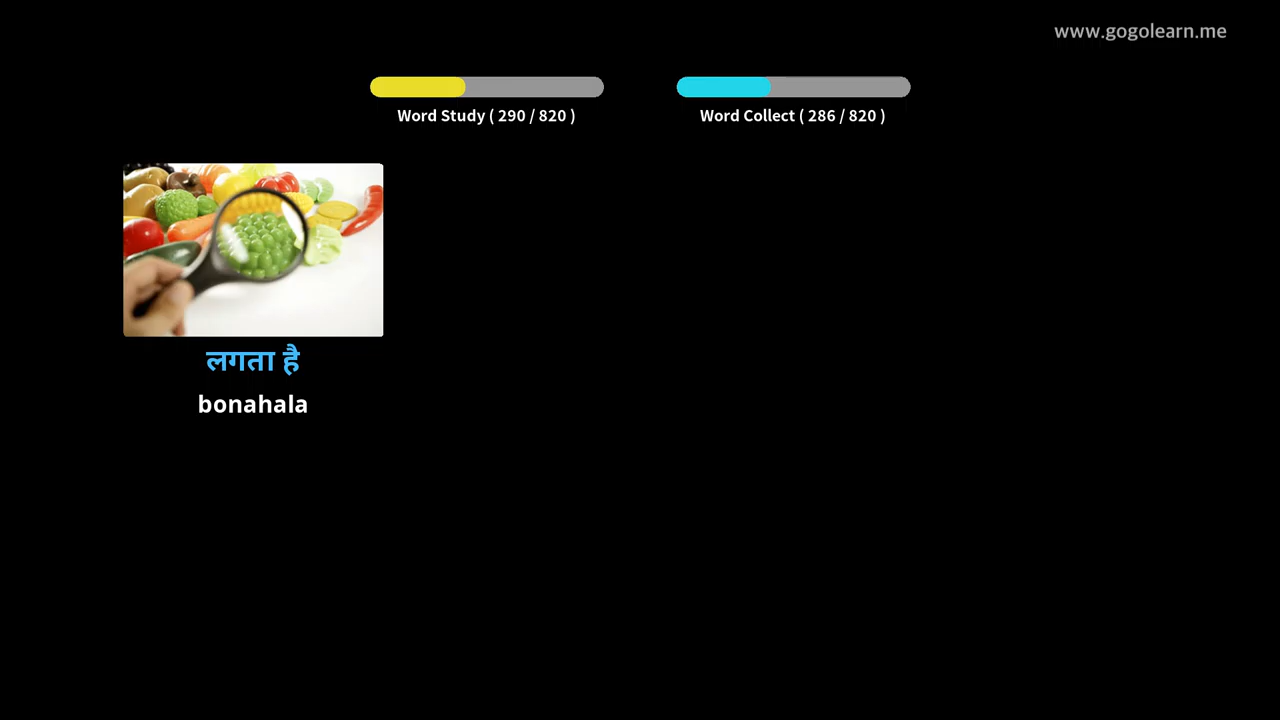 www.gogolearn.me
Word Study ( 290 / 820 )
Word Collect ( 286 / 820 )
लगता है
bonahala